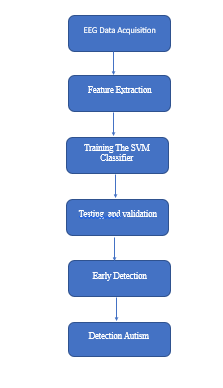 EEG Data Acquisition
Feature Extraction
Training The SVM
Classifier
Testing and validation
Early Detection
Detection Autism